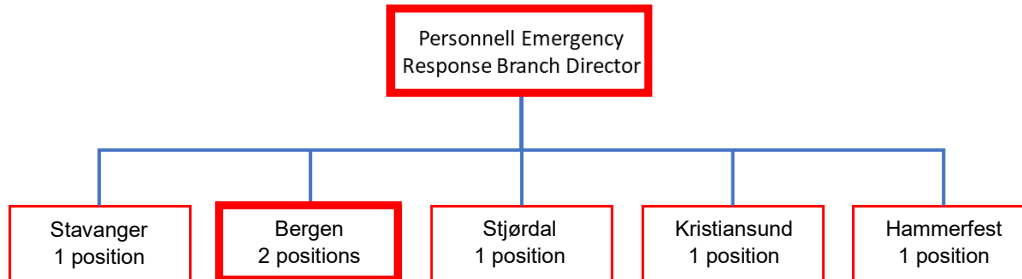 Personnell Emergency
Response Branch Director
Stavanger
1 position
Bergen
2 positions
Stjørdal
1 position
Kristiansund
1 position
Hammerfest
1 position